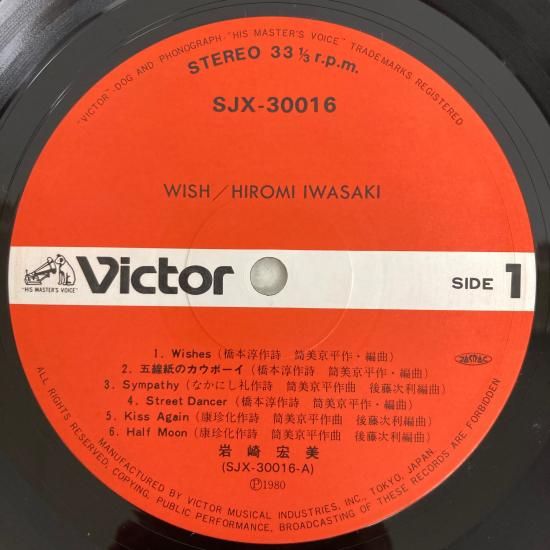 "VICTOR"-DOG AND PHONOGRAPH-"HIS MASTER'S VOICE" TRADEMARKS REGISTERED
STEREO 33 1/3 r.p.m.
SJX-30016
WISH/HIROMI IWASAKI
"HIS MASTER'S VOICE"
Victor
SIDE 1
JASRAC
1. Wishes (橋本淳作詩 筒美京平作・編曲)
2. 五線紙のカウボーイ (橋本淳作詩 筒美京平作・編曲)
3. Sympathy (なかにし礼作詩 筒美京平作曲 後藤次利編曲)
4. Street Dancer (橋本淳作詩 筒美京平作・編曲)
5. Kiss Again (康珍化作詩 筒美京平作曲 後藤次利編曲)
6. Half Moon (康珍化作詩 筒美京平作曲 後藤次利編曲)
岩崎宏美
(SJX-30016-A)
Ⓟ1980
MANUFACTURED BY VICTOR MUSICAL INDUSTRIES, INC., TOKYO, JAPAN
ALL RIGHTS RESERVED, COPYING, PUBLIC PERFORMANCE, BROADCASTING OF THESE RECORDS ARE FORBIDDEN